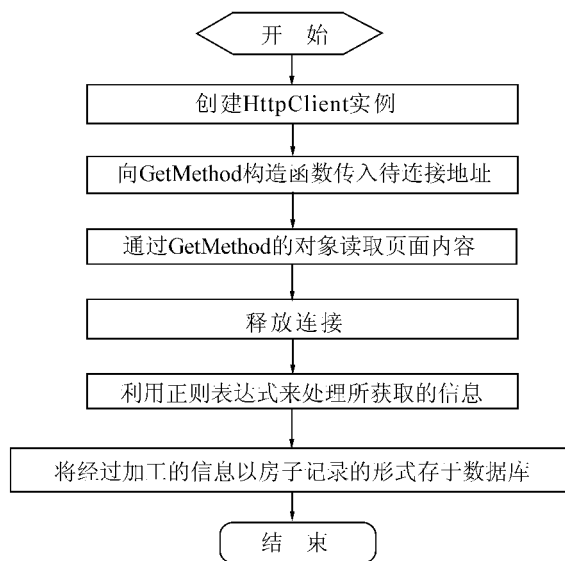 开 始
创建HttpClient实例
向GetMethod构造函数传入待连接地址
通过GetMethod的对象读取页面内容
释放连接
利用正则表达式来处理所获取的信息
将经过加工的信息以房子记录的形式存于数据库
结 束